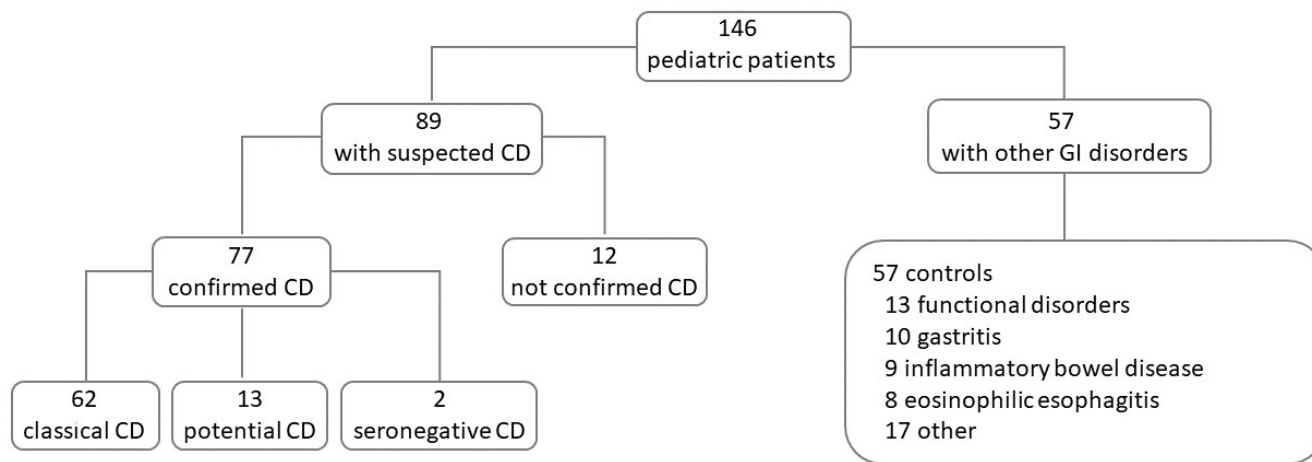 146
pediatric patients
89
with suspected CD
57
with other GI disorders
77
confirmed CD
12
not confirmed CD
62
classical CD
13
potential CD
2
seronegative CD
57 controls
13 functional disorders
10 gastritis
9 inflammatory bowel disease
8 eosinophilic esophagitis
17 other